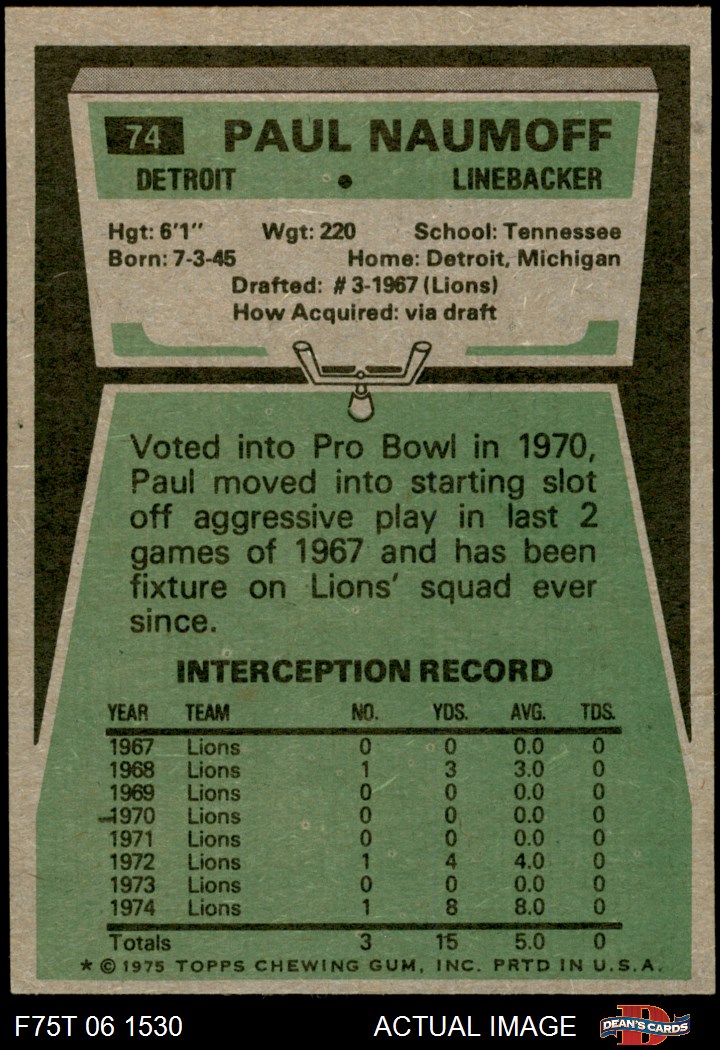 74 PAUL NAUMOFF
DETROIT • LINEBACKER
Hgt: 6'1" Wgt: 220 School: Tennessee
Born: 7-3-45 Home: Detroit, Michigan
Drafted: #3-1967 (Lions)
How Acquired: via draft
Voted into Pro Bowl in 1970,
Paul moved into starting slot
off aggressive play in last 2
games of 1967 and has been
fixture on Lions' squad ever
since.
INTERCEPTION RECORD
YEAR TEAM NO. YDS. AVG. TDS.
1967 Lions 0 0 0.0 0
1968 Lions 1 3 3.0 0
1969 Lions 0 0 0.0 0
1970 Lions 0 0 0.0 0
1971 Lions 0 0 0.0 0
1972 Lions 1 4 4.0 0
1973 Lions 0 0 0.0 0
1974 Lions 1 8 8.0 0
Totals 3 15 5.0 0
* © 1975 TOPPS CHEWING GUM, INC. PRTD IN U.S.A.
F75T 06 1530 ACTUAL IMAGE DEAN'S CARDS